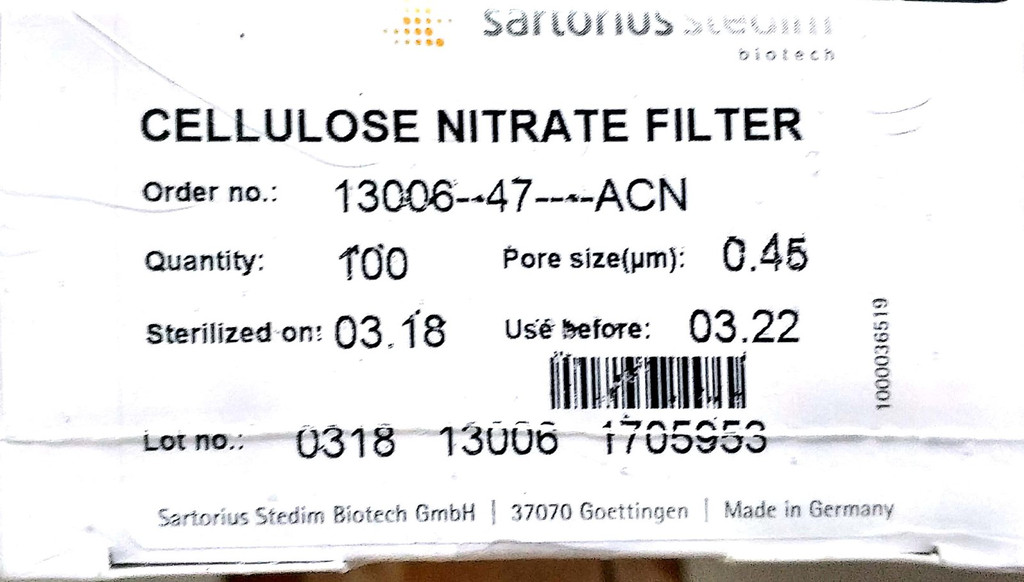 sartorius stedim
biotech
CELLULOSE NITRATE FILTER
Order no.: 13006--47----ACN
Quantity: 100 Pore size(µm): 0.45
Sterilized on: 03.18 Use before: 03.22
1000036519
Lot no.: 0318 13006 1705953
Sartorius Stedim Biotech GmbH | 37070 Goettingen | Made in Germany